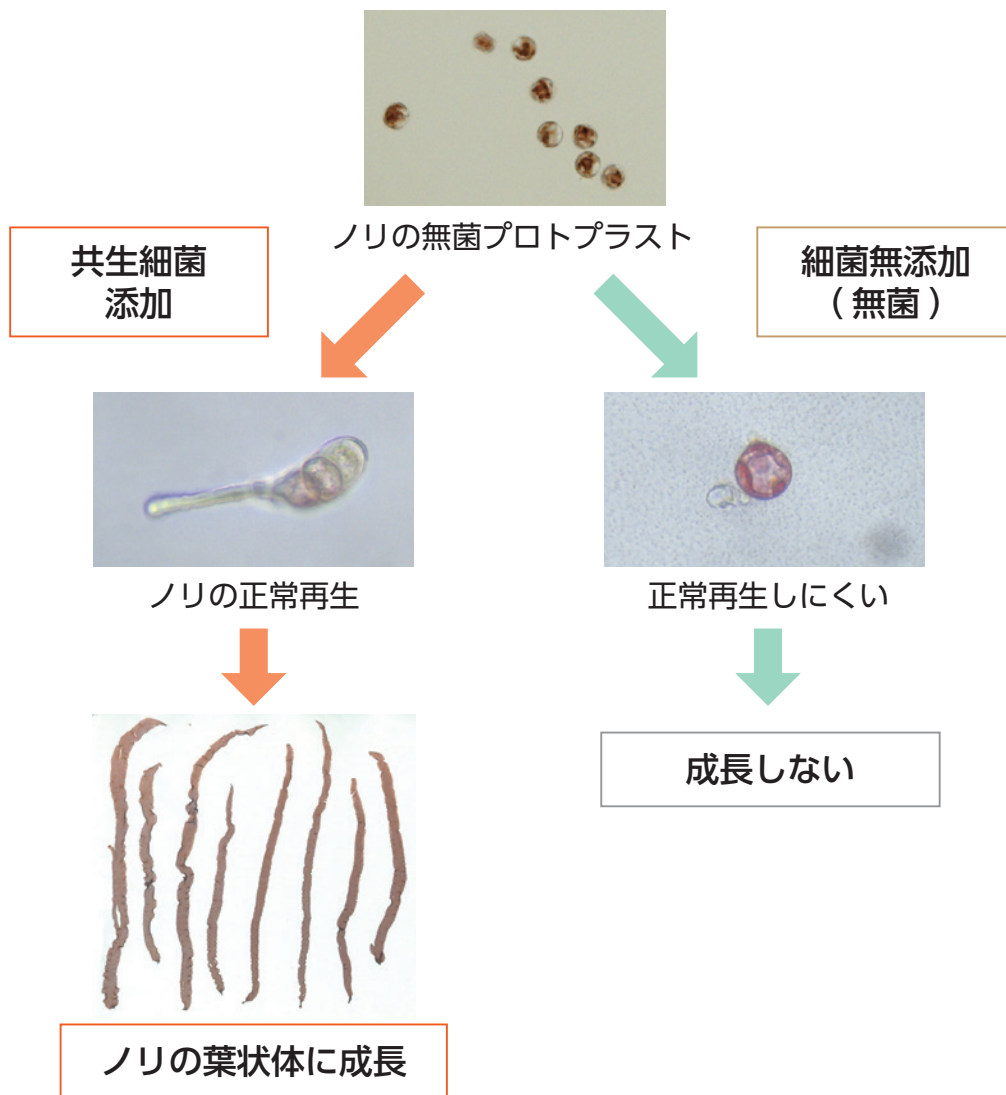 ノリの無菌プロトプラスト
共生細菌
添加
細菌無添加
( 無菌 )
ノリの正常再生
正常再生しにくい
成長しない
ノリの葉状体に成長